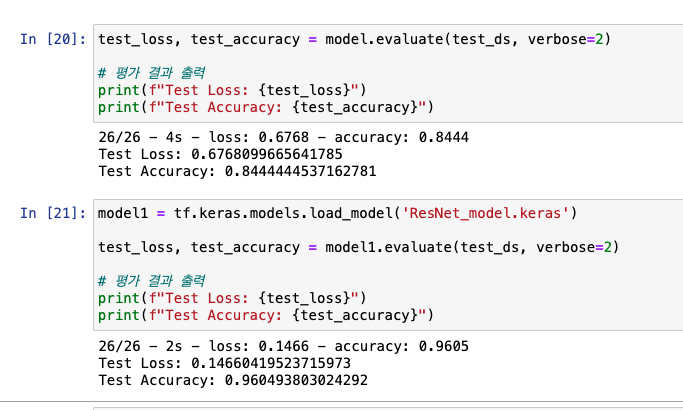 In [20]: test_loss, test_accuracy = model.evaluate(test_ds, verbose=2)
# 평가 결과 출력
print(f"Test Loss: {test_loss}")
print(f"Test Accuracy: {test_accuracy}")
26/26 - 4s - loss: 0.6768 - accuracy: 0.8444
Test Loss: 0.6768099665641785
Test Accuracy: 0.8444444537162781
In [21]: model1 = tf.keras.models.load_model('ResNet_model.keras')
test_loss, test_accuracy = model1.evaluate(test_ds, verbose=2)
# 평가 결과 출력
print(f"Test Loss: {test_loss}")
print(f"Test Accuracy: {test_accuracy}")
26/26 - 2s - loss: 0.1466 - accuracy: 0.9605
Test Loss: 0.14660419523715973
Test Accuracy: 0.960493803024292